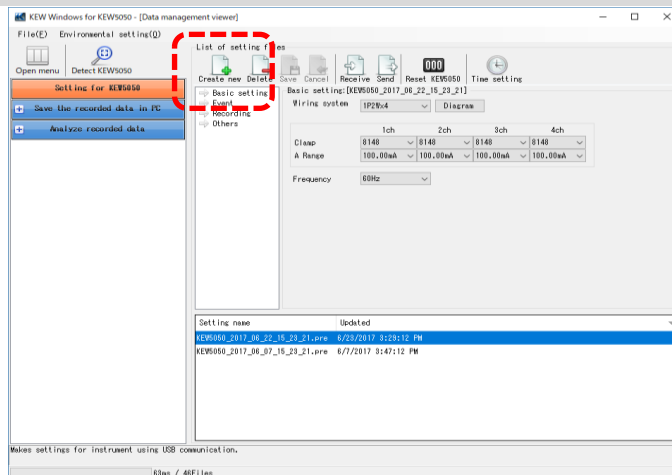 KEW Windows for KEW5050 - [Data management viewer]
File(F) Environmental setting(O)
Open menu Detect KEW5050
List of setting files
Create new Delete Save Cancel Receive Send Reset KEW5050 Time setting
000
Setting for KEW5050
Save the recorded data in PC
Analyze recorded data
Basic setting
Event
Recording
Others
Basic setting:[KEW5050_2017_06_22_15_23_21]
Wiring system 1P2Wx4 Diagram
1ch 2ch 3ch 4ch
Clamp 8148 8148 8148 8148
A Range 100.00mA 100.00mA 100.00mA 100.00mA
Frequency 60Hz
Setting name Updated
KEW5050_2017_06_22_15_23_21.pre 6/23/2017 3:29:12 PM
KEW5050_2017_06_07_15_23_21.pre 6/7/2017 3:47:12 PM
Makes settings for instrument using USB communication.
63ms / 46Files